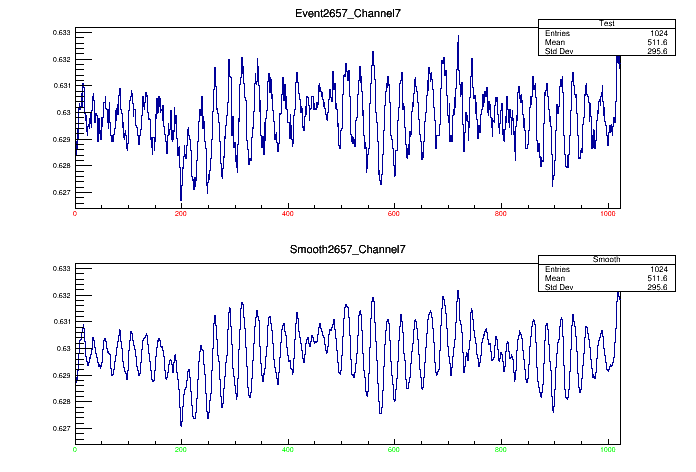 Event2657_Channel7
Test
Entries 1024
Mean 511.6
Std Dev 295.6
0.633
0.632
0.631
0.63
0.629
0.628
0.627
0 200 400 600 800 1000
Smooth2657_Channel7
Smooth
Entries 1024
Mean 511.6
Std Dev 295.6
0.633
0.632
0.631
0.63
0.629
0.628
0.627
0 200 400 600 800 1000